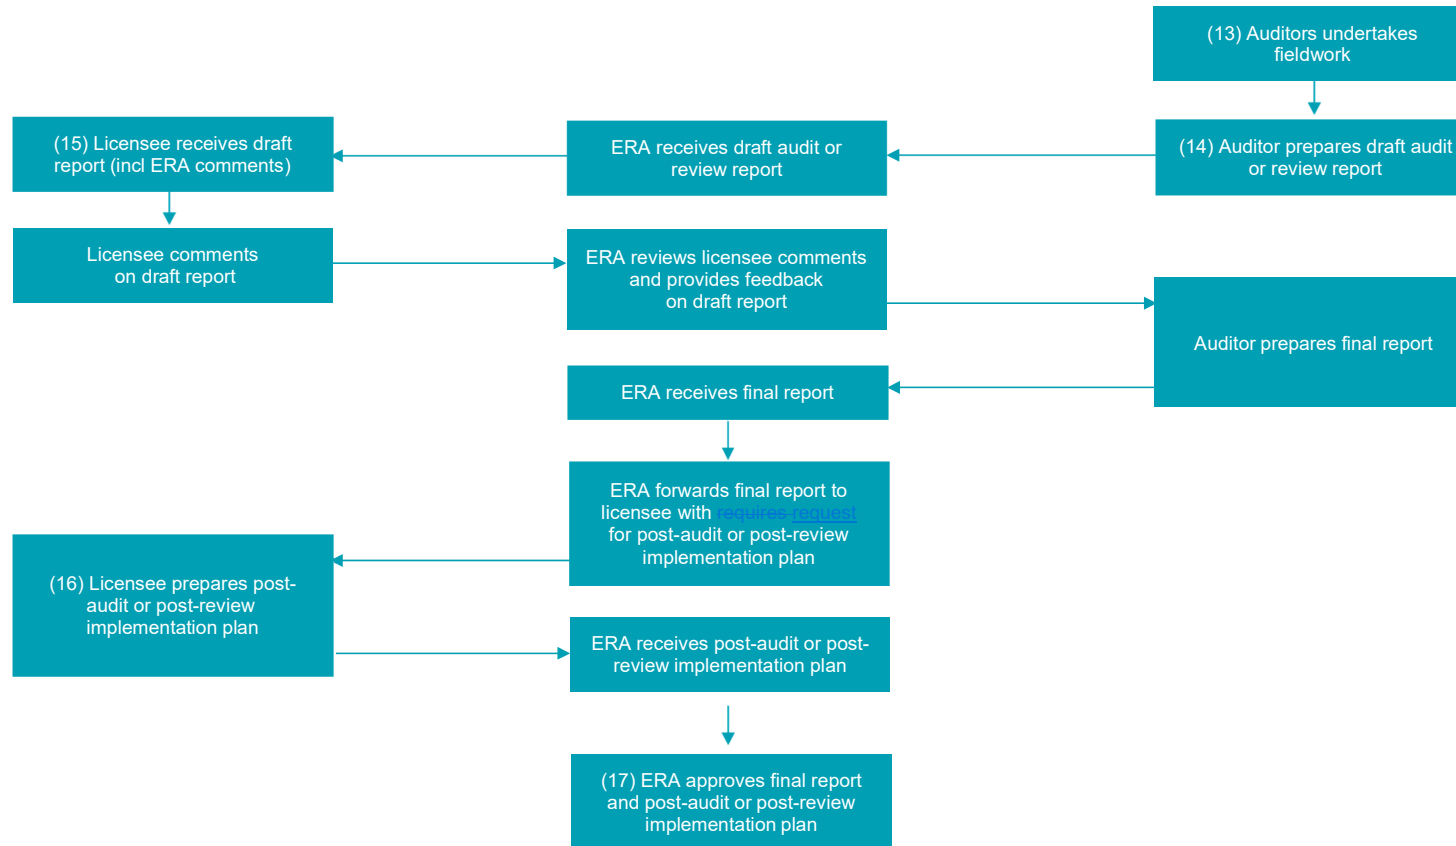 (13) Auditors undertakes
fieldwork
(14) Auditor prepares draft audit
or review report
ERA receives draft audit or
review report
(15) Licensee receives draft
report (incl ERA comments)
Licensee comments
on draft report
ERA reviews licensee comments
and provides feedback
on draft report
Auditor prepares final report
ERA receives final report
ERA forwards final report to
licensee with requires request
for post-audit or post-review
implementation plan
(16) Licensee prepares post-
audit or post-review
implementation plan
ERA receives post-audit or post-
review implementation plan
(17) ERA approves final report
and post-audit or post-review
implementation plan